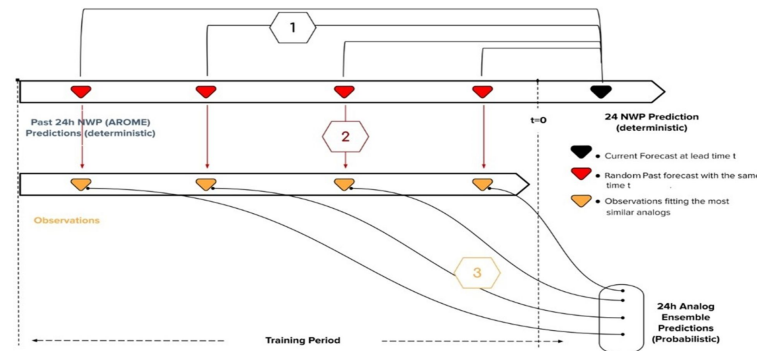 1
Past 24h NWP (AROME)
Predictions (deterministic)
t=0
24 NWP Prediction
(deterministic)
2
• Current Forecast at lead time t
• Random Past forecast with the same
time t
• Observations fitting the most
similar analogs
Observations
3
24h Analog
Ensemble
Predictions
(Probabilistic)
Training Period